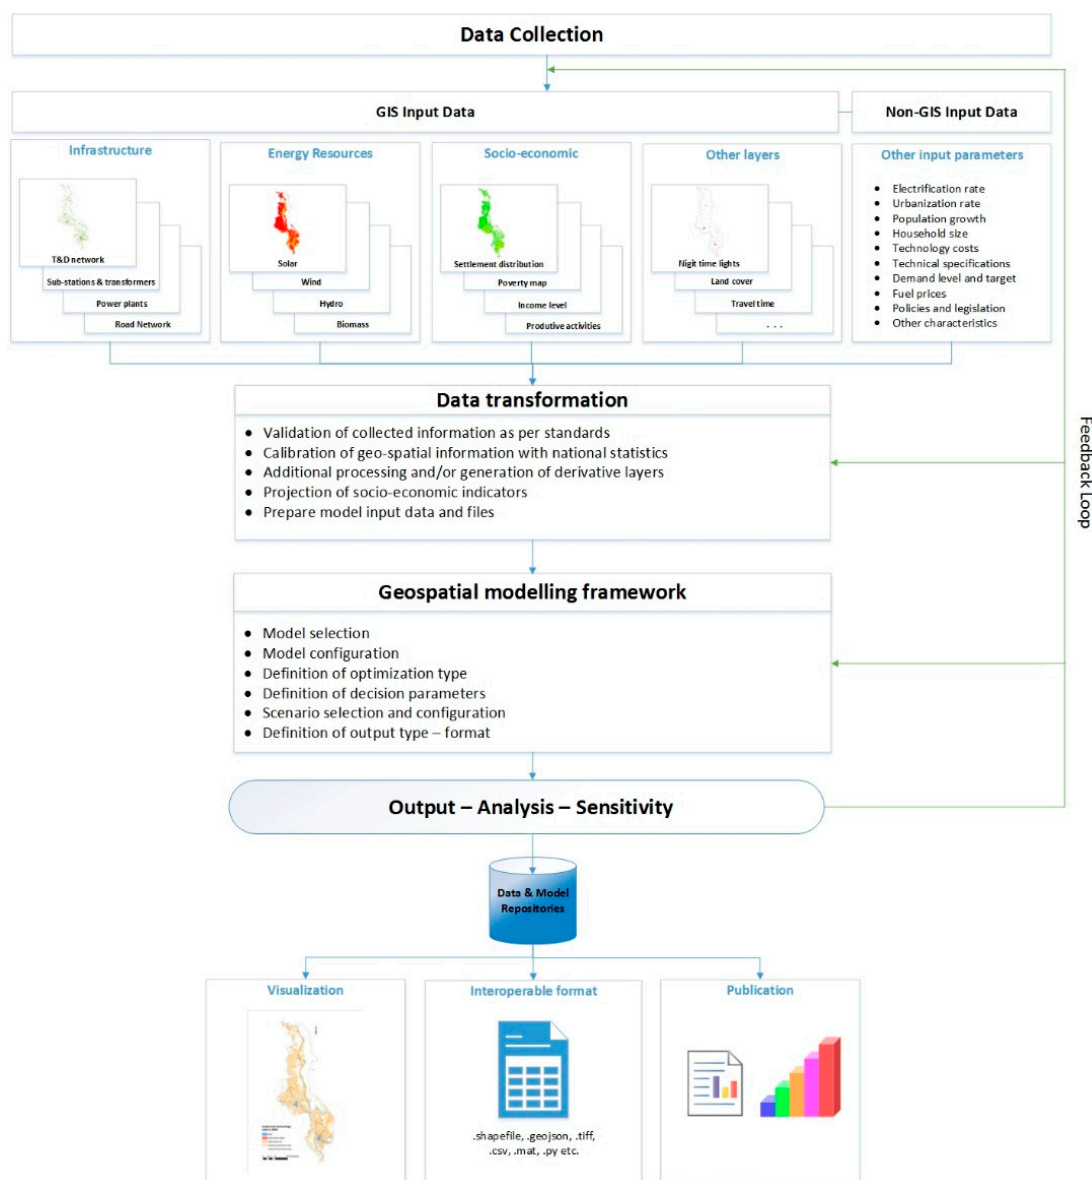 Data Collection
GIS Input Data
Non-GIS Input Data
Infrastructure
T&D network
Sub-stations & transformers
Power plants
Road Network
Energy Resources
Solar
Wind
Hydro
Biomass
Socio-economic
Settlement distribution
Poverty map
Income level
Produtive activities
Other layers
Nigit time lights
Land cover
Travel time
. . .
Other input parameters
• Electrification rate
• Urbanization rate
• Population growth
• Household size
• Technology costs
• Technical specifications
• Demand level and target
• Fuel prices
• Policies and legislation
• Other characteristics
Feedback Loop
Data transformation
• Validation of collected information as per standards
• Calibration of geo-spatial information with national statistics
• Additional processing and/or generation of derivative layers
• Projection of socio-economic indicators
• Prepare model input data and files
Geospatial modelling framework
• Model selection
• Model configuration
• Definition of optimization type
• Definition of decision parameters
• Scenario selection and configuration
• Definition of output type – format
Output – Analysis – Sensitivity
Data & Model
Repositories
Visualization
Interoperable format
.shapefile, .geojson, .tiff,
.csv, .mat, .py etc.
Publication